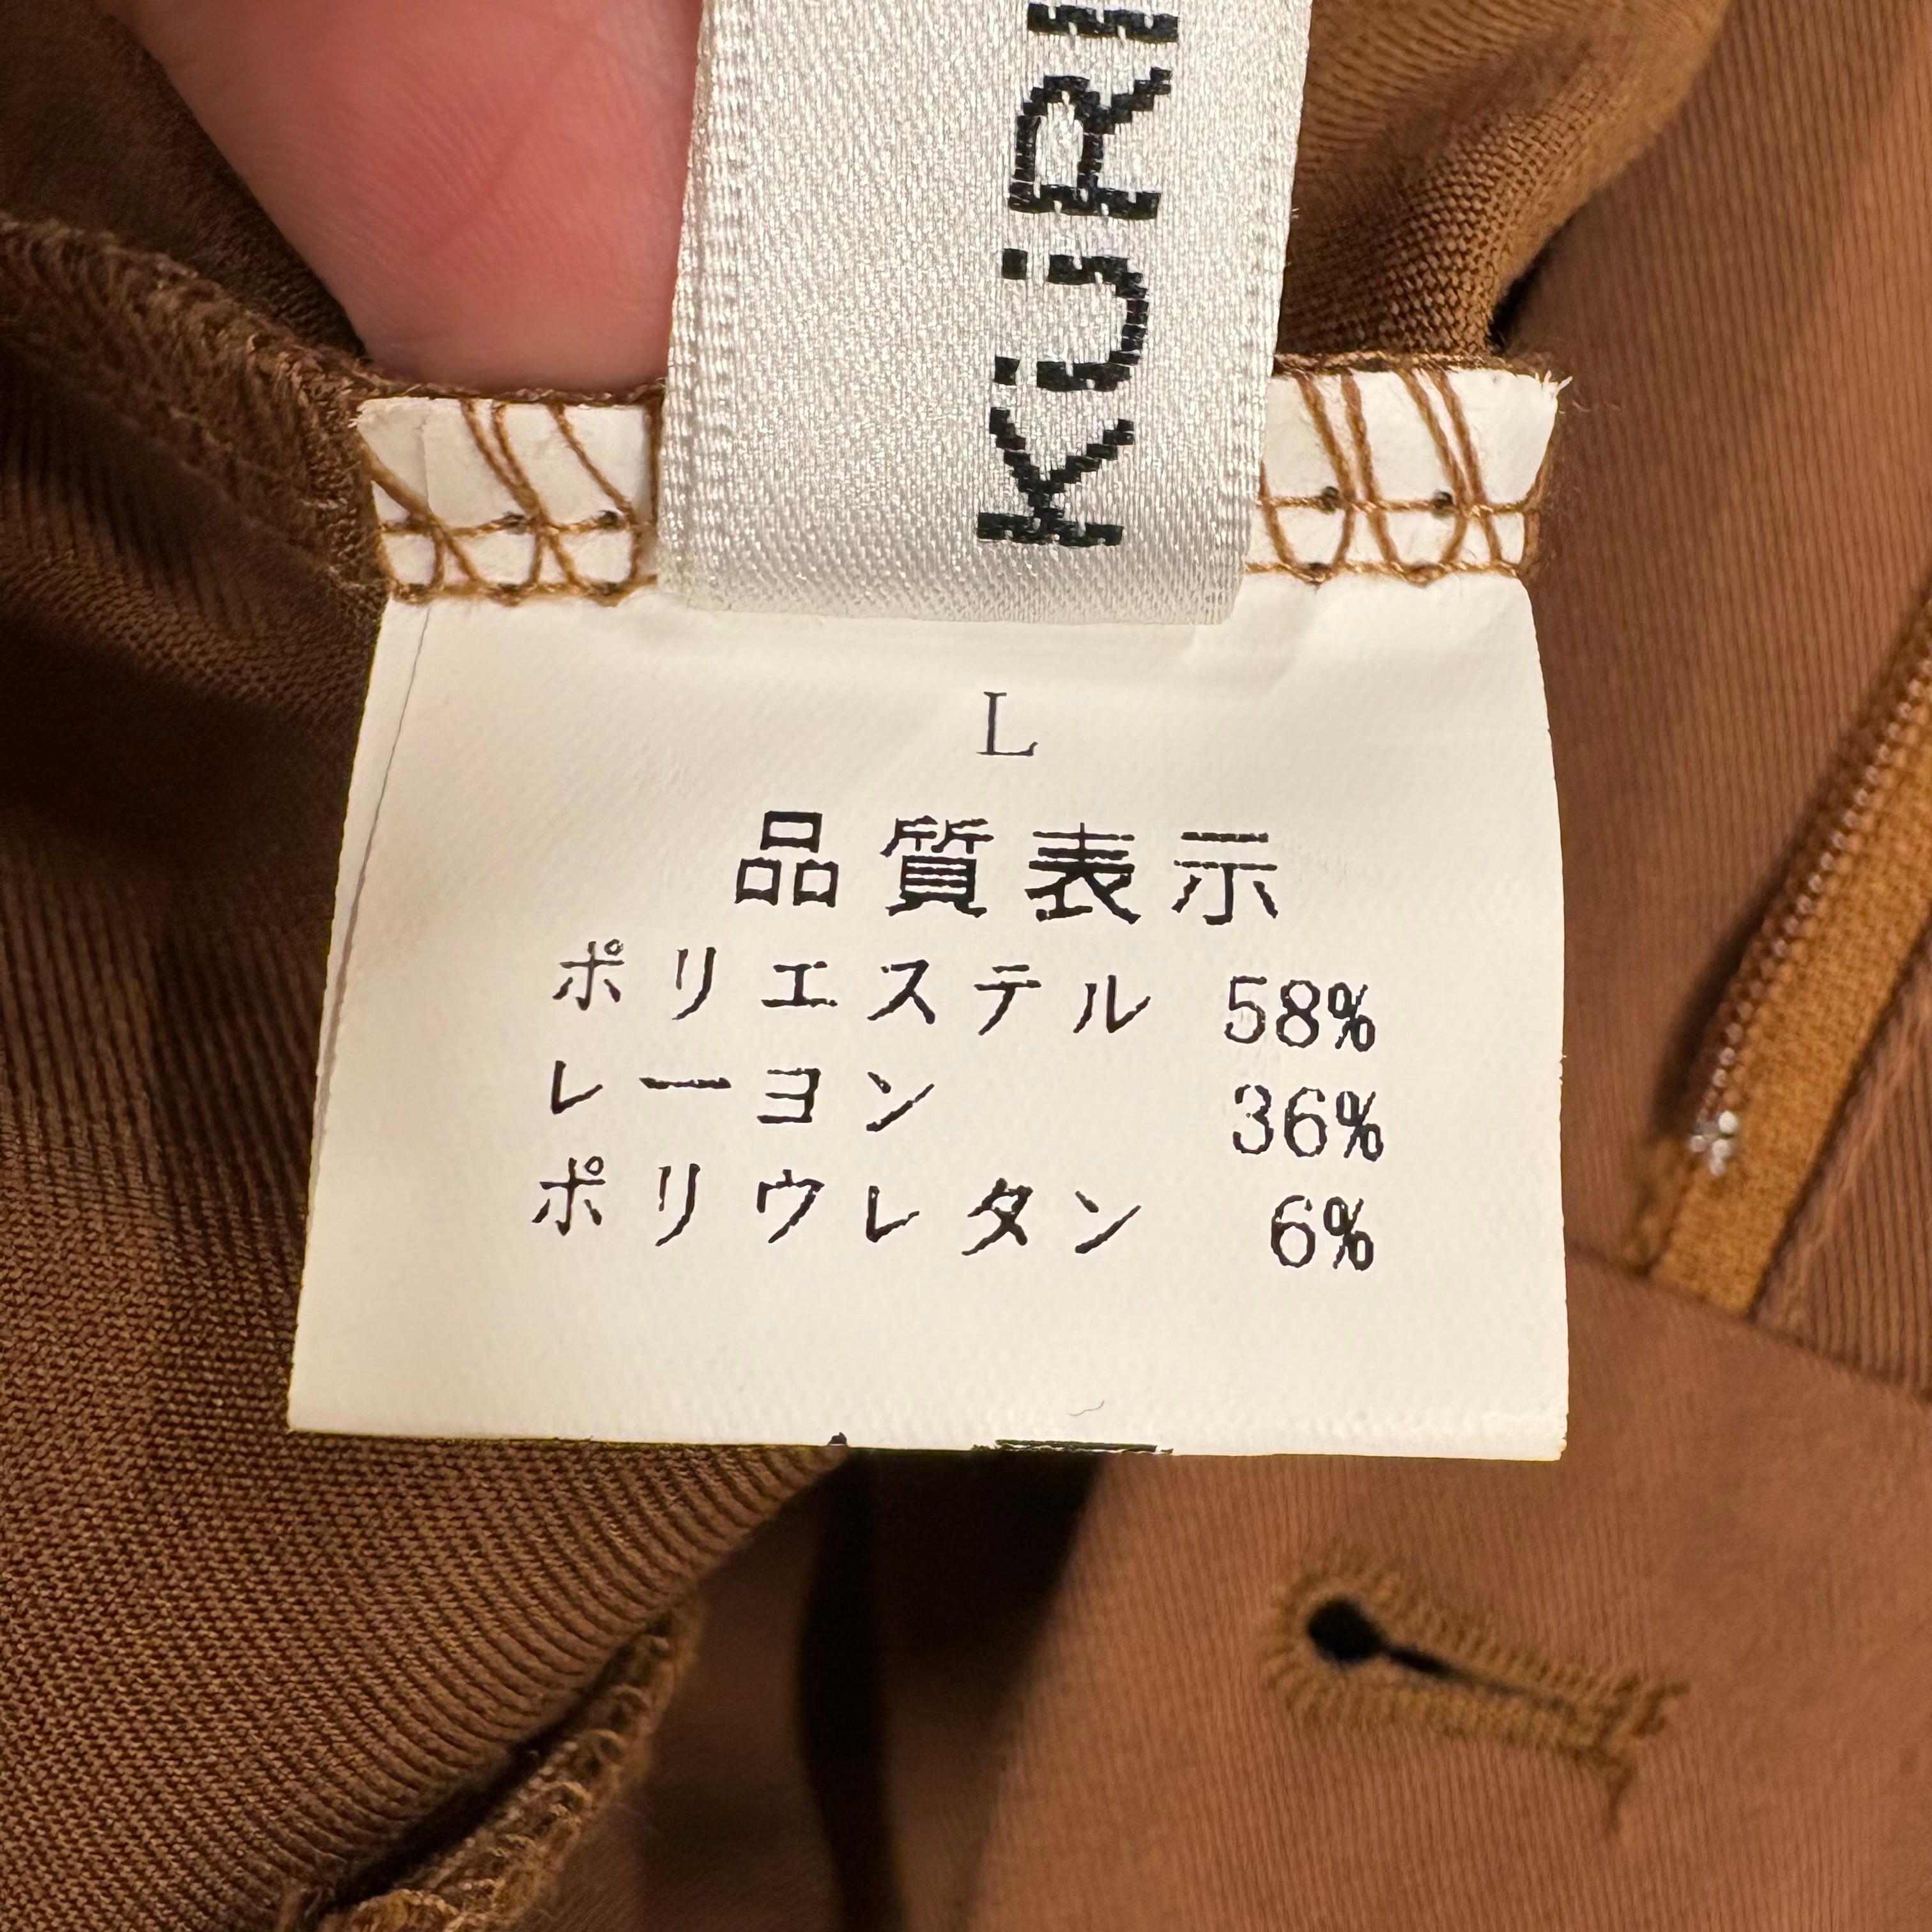 L
品質表示
ポリエステル 58%
レーヨン 36%
ポリウレタン 6%